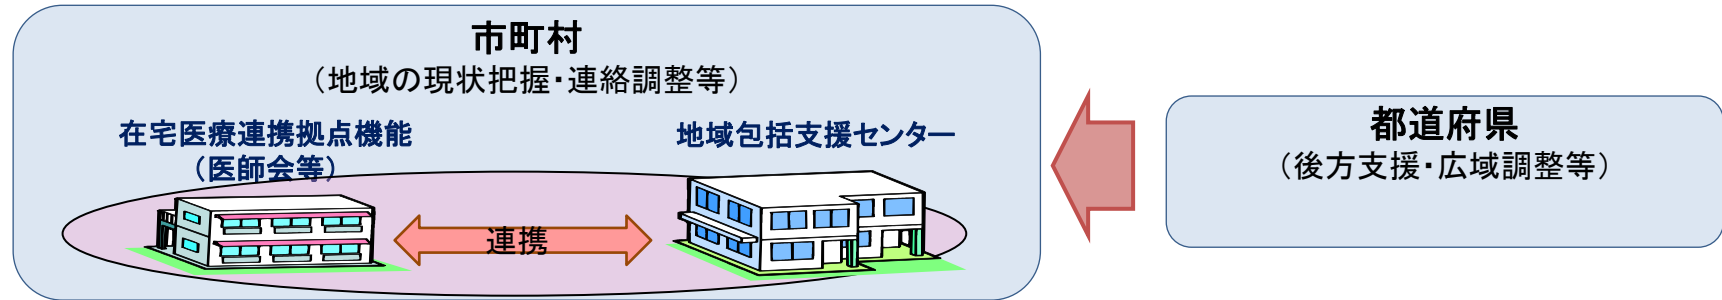 市町村
（地域の現状把握・連絡調整等）
在宅医療連携拠点機能
（医師会等）
地域包括支援センター
連携
都道府県
（後方支援・広域調整等）